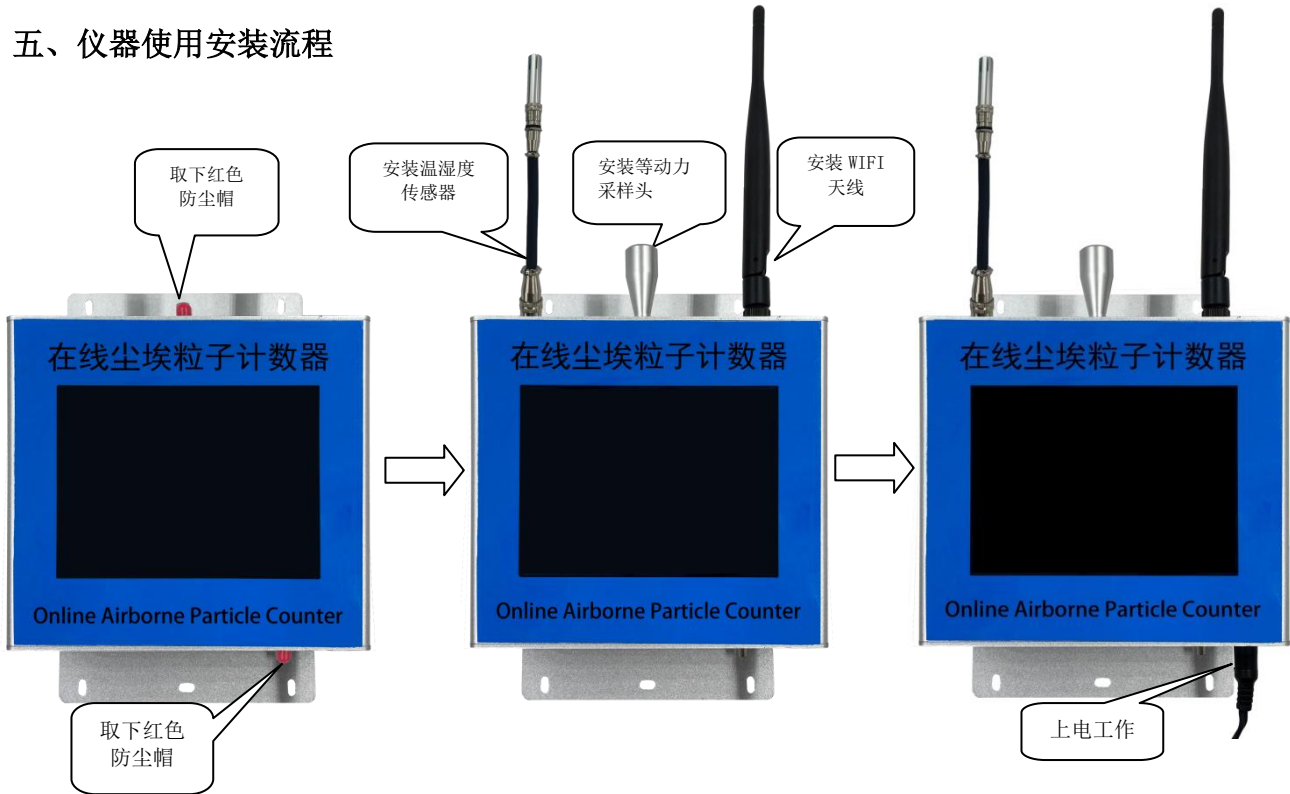 五、仪器使用安装流程
取下红色
防尘帽
安装温湿度
传感器
安装等动力
采样头
安装 WIFI
天线
在线尘埃粒子计数器
Online Airborne Particle Counter
在线尘埃粒子计数器
Online Airborne Particle Counter
在线尘埃粒子计数器
Online Airborne Particle Counter
取下红色
防尘帽
上电工作